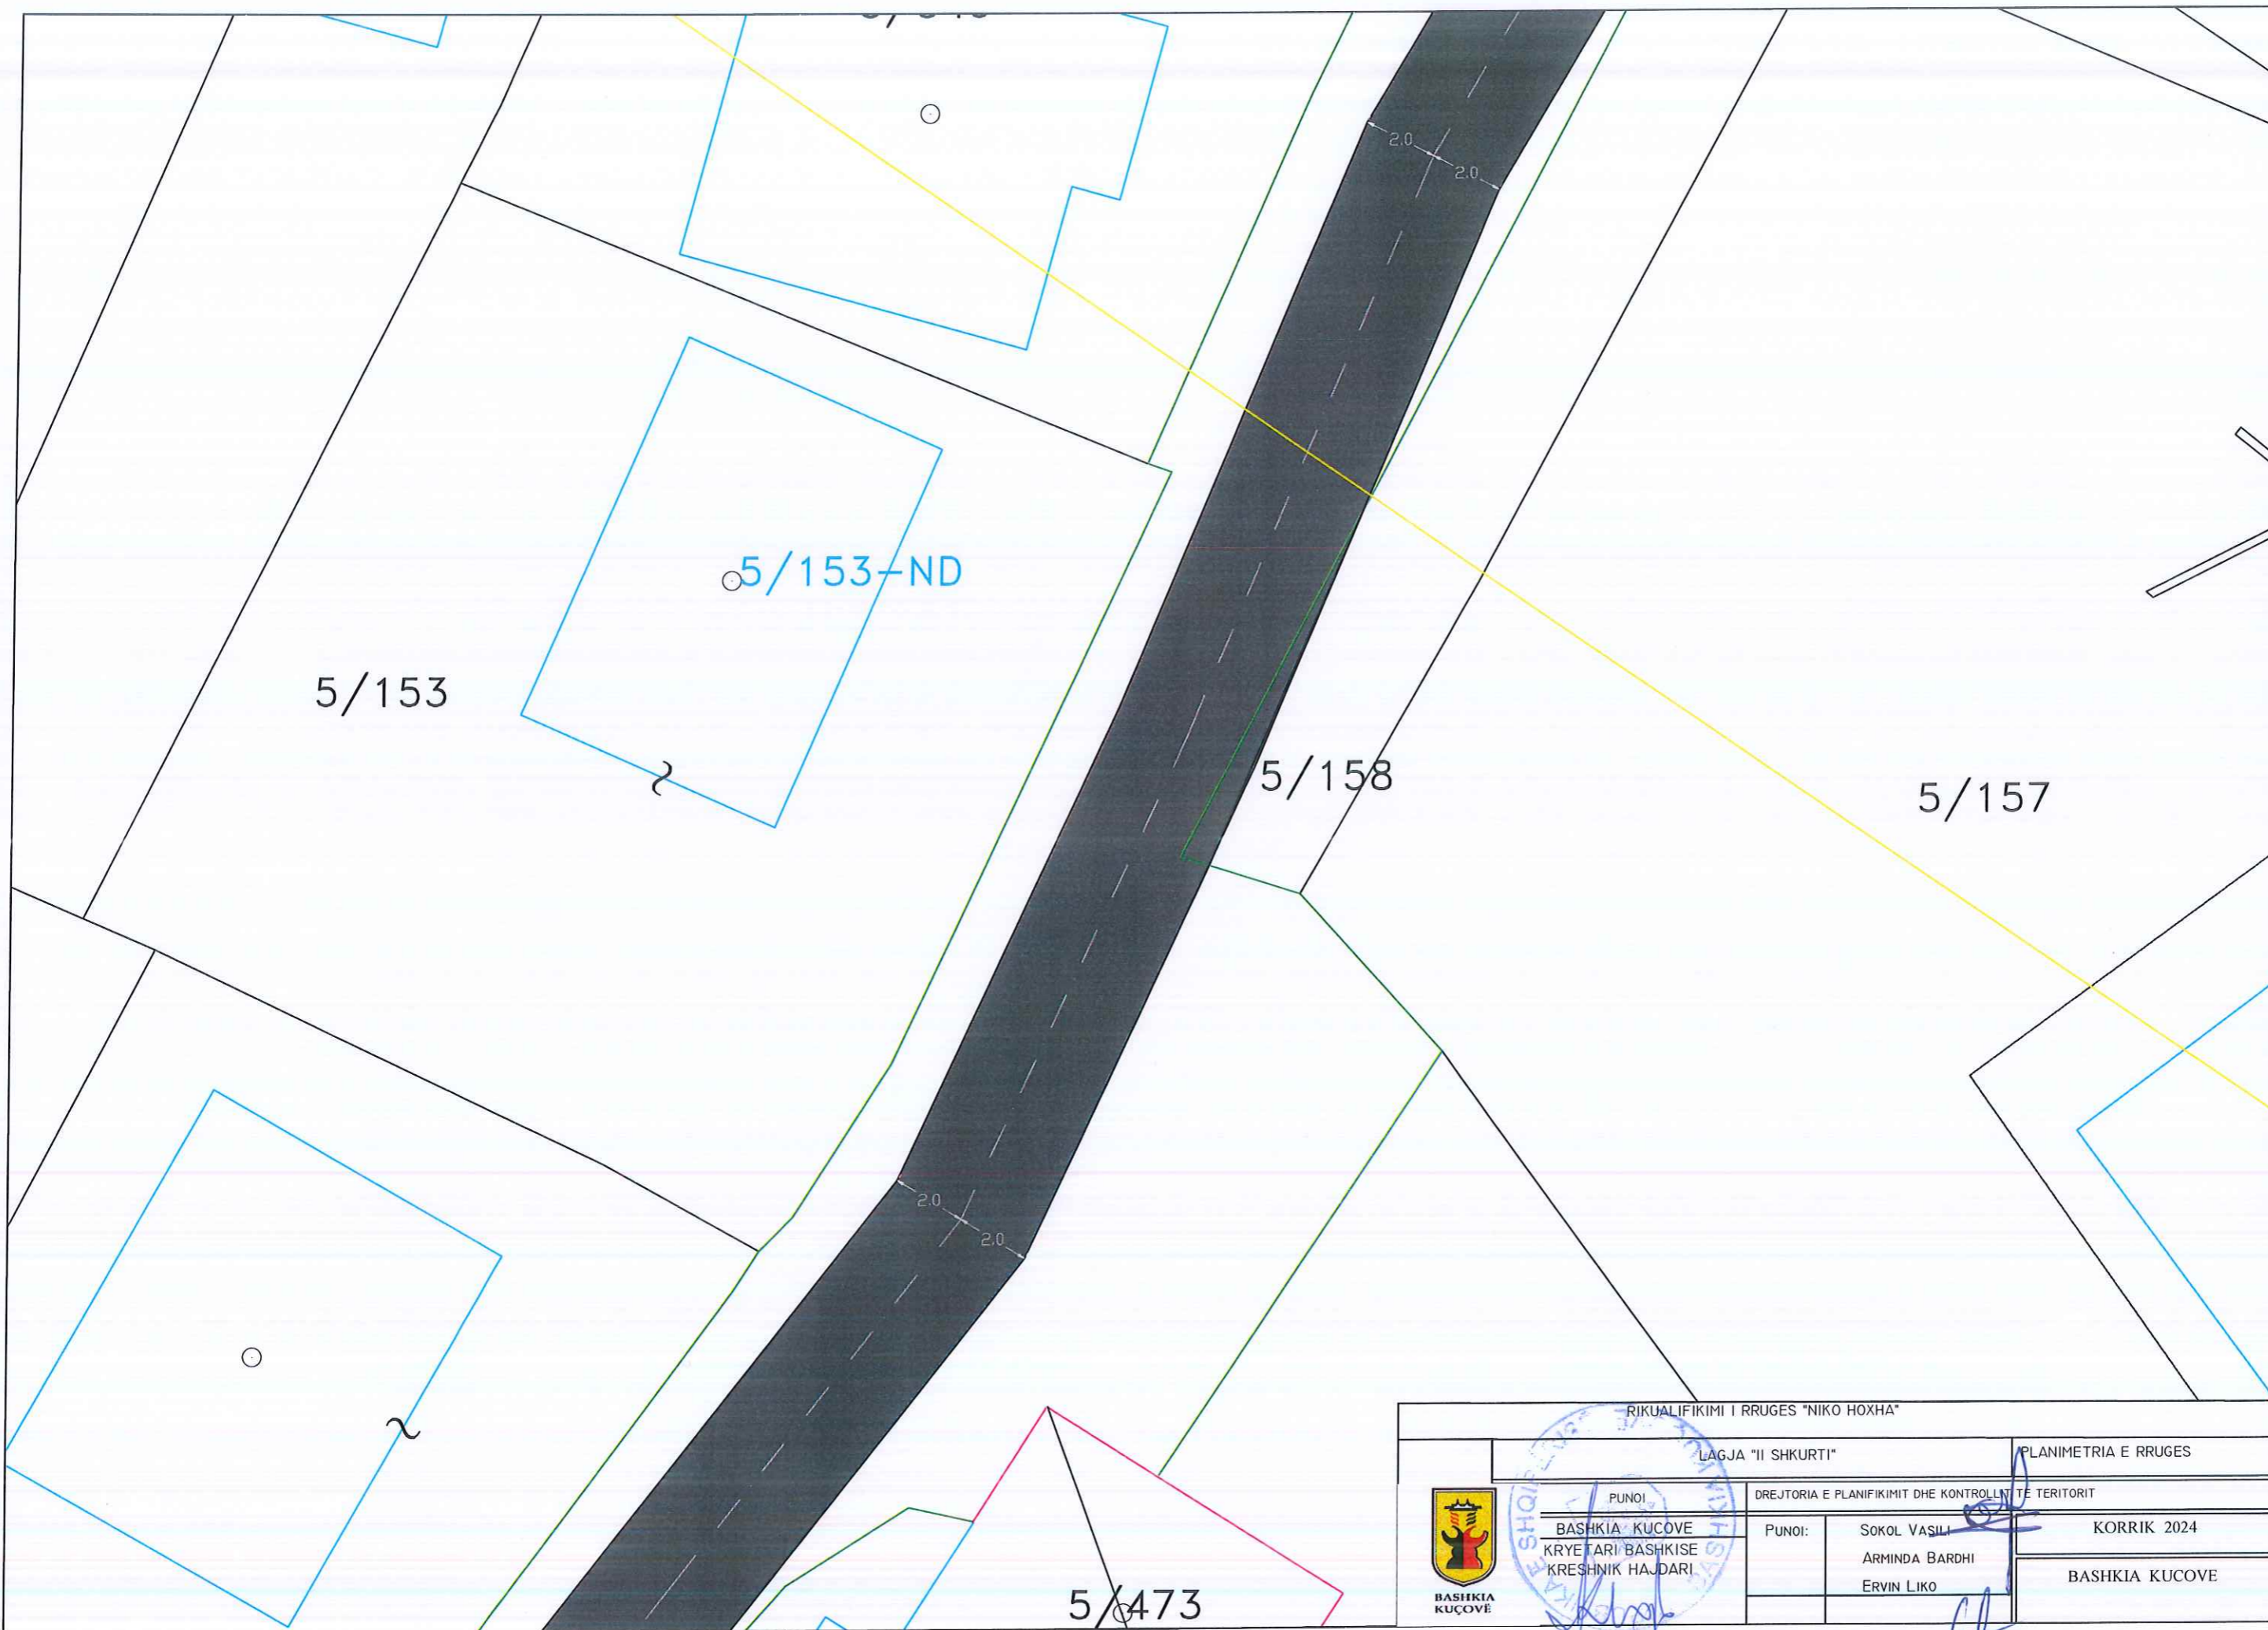 2.0
2.0
5/153-ND
5/153
5/158
5/157
2.0
2.0
5/473
RIKUALIFIKIMI I RRUGES "NIKO HOXHA"
LAGJA "II SHKURTI"
PLANIMETRIA E RRUGES
PUNOI
DREJTORIA E PLANIFIKIMIT DHE KONTROLLIT TE TERITORIT
BASHKIA KUCOVE
KRYETARI BASHKISE
KRESHNIK HAJDARI
PUNOI:
SOKOL VASILI
ARMINDA BARDHI
ERVIN LIKO
KORRIK 2024
BASHKIA KUCOVE
BASHKIA
KUÇOVË